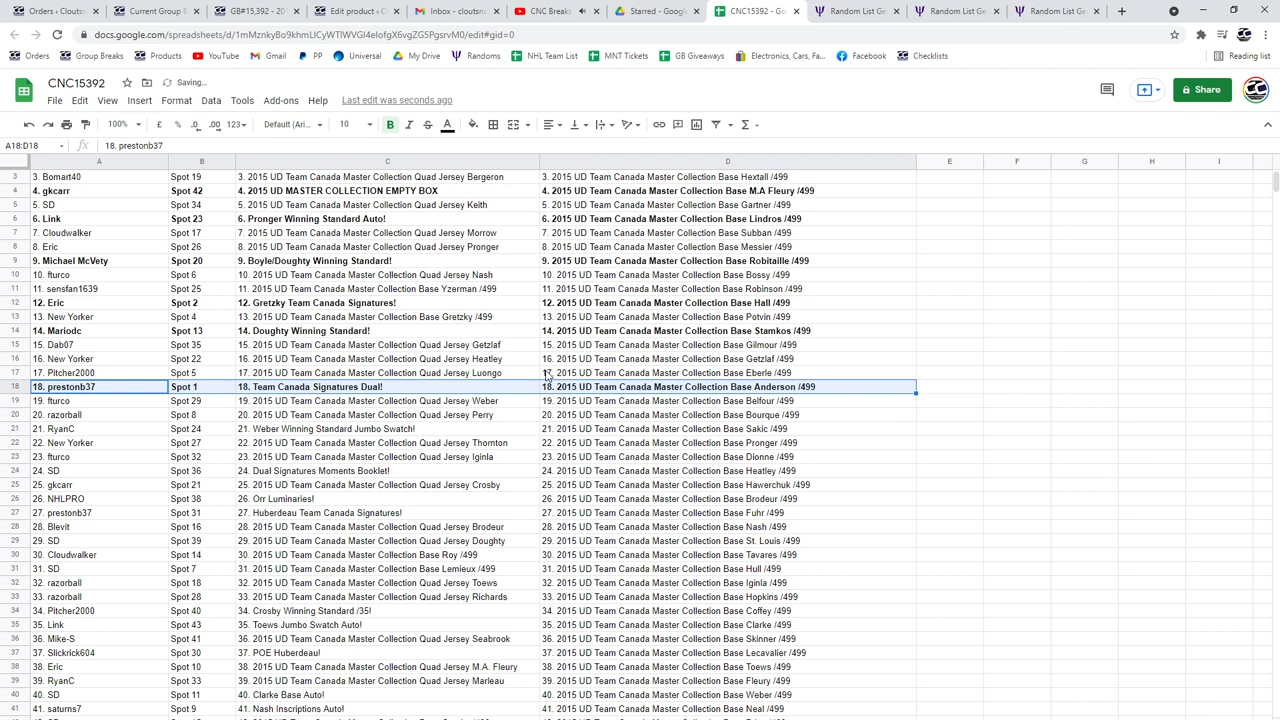 Orders < Clouts n
Current Group B
GB#15,392 - 201
Edit product < Cl
Inbox - cloutsnc
CNC Breaks
Starred - Google
CNC15392 - Goo
Random List Ge
Random List Ge
Random List Ge
docs.google.com/spreadsheets/d/1mMznkyBo9khmLICyWTlWVGl4elofgX6vgZG5PgsrvM0/edit#gid=0
Orders Group Breaks Products YouTube Gmail PP Universal My Drive Randoms NHL Team List MNT Tickets GB Giveaways Electronics, Cars, Fa... Facebook Checklists Reading list
CNC15392 Saving...
File Edit View Insert Format Data Tools Add-ons Help Last edit was seconds ago
Share
100% £ % .0 .00 123 Default (Ari... 10 B I S A
A18:D18 fx 18. prestonb37
A B C D E F G H I
3 3. Bomart40 Spot 19 3. 2015 UD Team Canada Master Collection Quad Jersey Bergeron 3. 2015 UD Team Canada Master Collection Base Hextall /499
4 4. gkcarr Spot 42 4. 2015 UD MASTER COLLECTION EMPTY BOX 4. 2015 UD Team Canada Master Collection Base M.A Fleury /499
5 5. SD Spot 34 5. 2015 UD Team Canada Master Collection Quad Jersey Keith 5. 2015 UD Team Canada Master Collection Base Gartner /499
6 6. Link Spot 23 6. Pronger Winning Standard Auto! 6. 2015 UD Team Canada Master Collection Base Lindros /499
7 7. Cloudwalker Spot 17 7. 2015 UD Team Canada Master Collection Quad Jersey Morrow 7. 2015 UD Team Canada Master Collection Base Subban /499
8 8. Eric Spot 26 8. 2015 UD Team Canada Master Collection Quad Jersey Pronger 8. 2015 UD Team Canada Master Collection Base Messier /499
9 9. Michael McVety Spot 20 9. Boyle/Doughty Winning Standard! 9. 2015 UD Team Canada Master Collection Base Robitaille /499
10 10. fturco Spot 6 10. 2015 UD Team Canada Master Collection Quad Jersey Nash 10. 2015 UD Team Canada Master Collection Base Bossy /499
11 11. sensfan1639 Spot 25 11. 2015 UD Team Canada Master Collection Base Yzerman /499 11. 2015 UD Team Canada Master Collection Base Robinson /499
12 12. Eric Spot 2 12. Gretzky Team Canada Signatures! 12. 2015 UD Team Canada Master Collection Base Hall /499
13 13. New Yorker Spot 4 13. 2015 UD Team Canada Master Collection Base Gretzky /499 13. 2015 UD Team Canada Master Collection Base Potvin /499
14 14. Mariodc Spot 13 14. Doughty Winning Standard! 14. 2015 UD Team Canada Master Collection Base Stamkos /499
15 15. Dab07 Spot 35 15. 2015 UD Team Canada Master Collection Quad Jersey Getzlaf 15. 2015 UD Team Canada Master Collection Base Gilmour /499
16 16. New Yorker Spot 22 16. 2015 UD Team Canada Master Collection Quad Jersey Heatley 16. 2015 UD Team Canada Master Collection Base Getzlaf /499
17 17. Pitcher2000 Spot 5 17. 2015 UD Team Canada Master Collection Quad Jersey Luongo 17. 2015 UD Team Canada Master Collection Base Eberle /499
18 18. prestonb37 Spot 1 18. Team Canada Signatures Dual! 18. 2015 UD Team Canada Master Collection Base Anderson /499
19 19. fturco Spot 29 19. 2015 UD Team Canada Master Collection Quad Jersey Weber 19. 2015 UD Team Canada Master Collection Base Belfour /499
20 20. razorball Spot 8 20. 2015 UD Team Canada Master Collection Quad Jersey Perry 20. 2015 UD Team Canada Master Collection Base Bourque /499
21 21. RyanC Spot 24 21. Weber Winning Standard Jumbo Swatch! 21. 2015 UD Team Canada Master Collection Base Sakic /499
22 22. New Yorker Spot 27 22. 2015 UD Team Canada Master Collection Quad Jersey Thornton 22. 2015 UD Team Canada Master Collection Base Pronger /499
23 23. fturco Spot 32 23. 2015 UD Team Canada Master Collection Quad Jersey Iginla 23. 2015 UD Team Canada Master Collection Base Dionne /499
24 24. SD Spot 36 24. Dual Signatures Moments Booklet! 24. 2015 UD Team Canada Master Collection Base Heatley /499
25 25. gkcarr Spot 21 25. 2015 UD Team Canada Master Collection Quad Jersey Crosby 25. 2015 UD Team Canada Master Collection Base Hawerchuk /499
26 26. NHLPRO Spot 38 26. Orr Luminaries! 26. 2015 UD Team Canada Master Collection Base Brodeur /499
27 27. prestonb37 Spot 31 27. Huberdeau Team Canada Signatures! 27. 2015 UD Team Canada Master Collection Base Fuhr /499
28 28. Blevit Spot 16 28. 2015 UD Team Canada Master Collection Quad Jersey Brodeur 28. 2015 UD Team Canada Master Collection Base Nash /499
29 29. SD Spot 39 29. 2015 UD Team Canada Master Collection Quad Jersey Doughty 29. 2015 UD Team Canada Master Collection Base St. Louis /499
30 30. Cloudwalker Spot 14 30. 2015 UD Team Canada Master Collection Base Roy /499 30. 2015 UD Team Canada Master Collection Base Tavares /499
31 31. SD Spot 7 31. 2015 UD Team Canada Master Collection Base Lemieux /499 31. 2015 UD Team Canada Master Collection Base Hull /499
32 32. razorball Spot 18 32. 2015 UD Team Canada Master Collection Quad Jersey Toews 32. 2015 UD Team Canada Master Collection Base Iginla /499
33 33. razorball Spot 28 33. 2015 UD Team Canada Master Collection Quad Jersey Richards 33. 2015 UD Team Canada Master Collection Base Hopkins /499
34 34. Pitcher2000 Spot 40 34. Crosby Winning Standard /35! 34. 2015 UD Team Canada Master Collection Base Coffey /499
35 35. Link Spot 43 35. Toews Jumbo Swatch Auto! 35. 2015 UD Team Canada Master Collection Base Clarke /499
36 36. Mike-S Spot 41 36. 2015 UD Team Canada Master Collection Quad Jersey Seabrook 36. 2015 UD Team Canada Master Collection Base Skinner /499
37 37. Slickrick604 Spot 30 37. POE Huberdeau! 37. 2015 UD Team Canada Master Collection Base Lecavalier /499
38 38. Eric Spot 10 38. 2015 UD Team Canada Master Collection Quad Jersey M.A. Fleury 38. 2015 UD Team Canada Master Collection Base Toews /499
39 39. RyanC Spot 33 39. 2015 UD Team Canada Master Collection Quad Jersey Marleau 39. 2015 UD Team Canada Master Collection Base Fleury /499
40 40. SD Spot 11 40. Clarke Base Auto! 40. 2015 UD Team Canada Master Collection Base Weber /499
41 41. saturns7 Spot 9 41. Nash Inscriptions Auto! 41. 2015 UD Team Canada Master Collection Base Neal /499